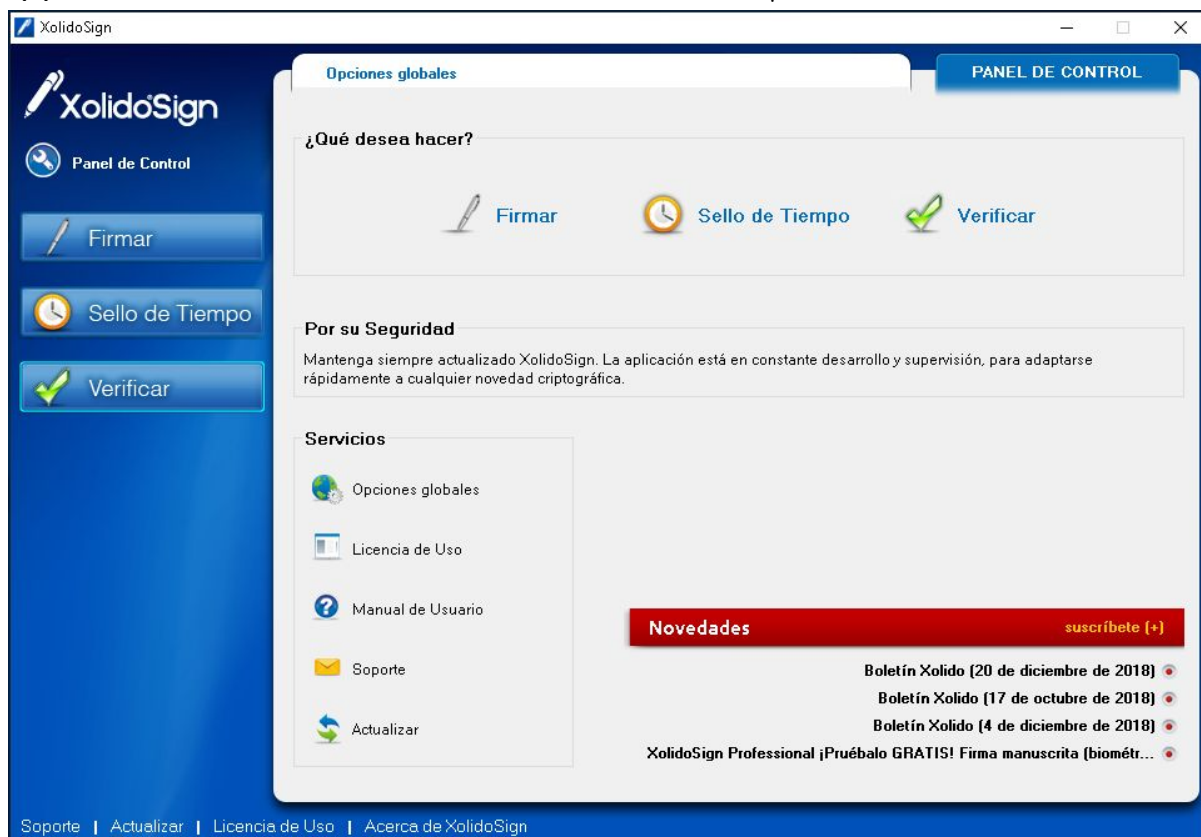 XolidoSign
XolidoSign
Panel de Control
Firmar
Sello de Tiempo
Verificar
Opciones globales
PANEL DE CONTROL
¿Qué desea hacer?
Firmar
Sello de Tiempo
Verificar
Por su Seguridad
Mantenga siempre actualizado XolidoSign. La aplicación está en constante desarrollo y supervisión, para adaptarse
rápidamente a cualquier novedad criptográfica.
Servicios
Opciones globales
Licencia de Uso
Manual de Usuario
Soporte
Actualizar
Novedades
suscríbete (+)
Boletín Xolido (20 de diciembre de 2018)
Boletín Xolido (17 de octubre de 2018)
Boletín Xolido (4 de diciembre de 2018)
XolidoSign Professional ¡Pruébalo GRATIS! Firma manuscrita (biométr...
Soporte | Actualizar | Licencia de Uso | Acerca de XolidoSign